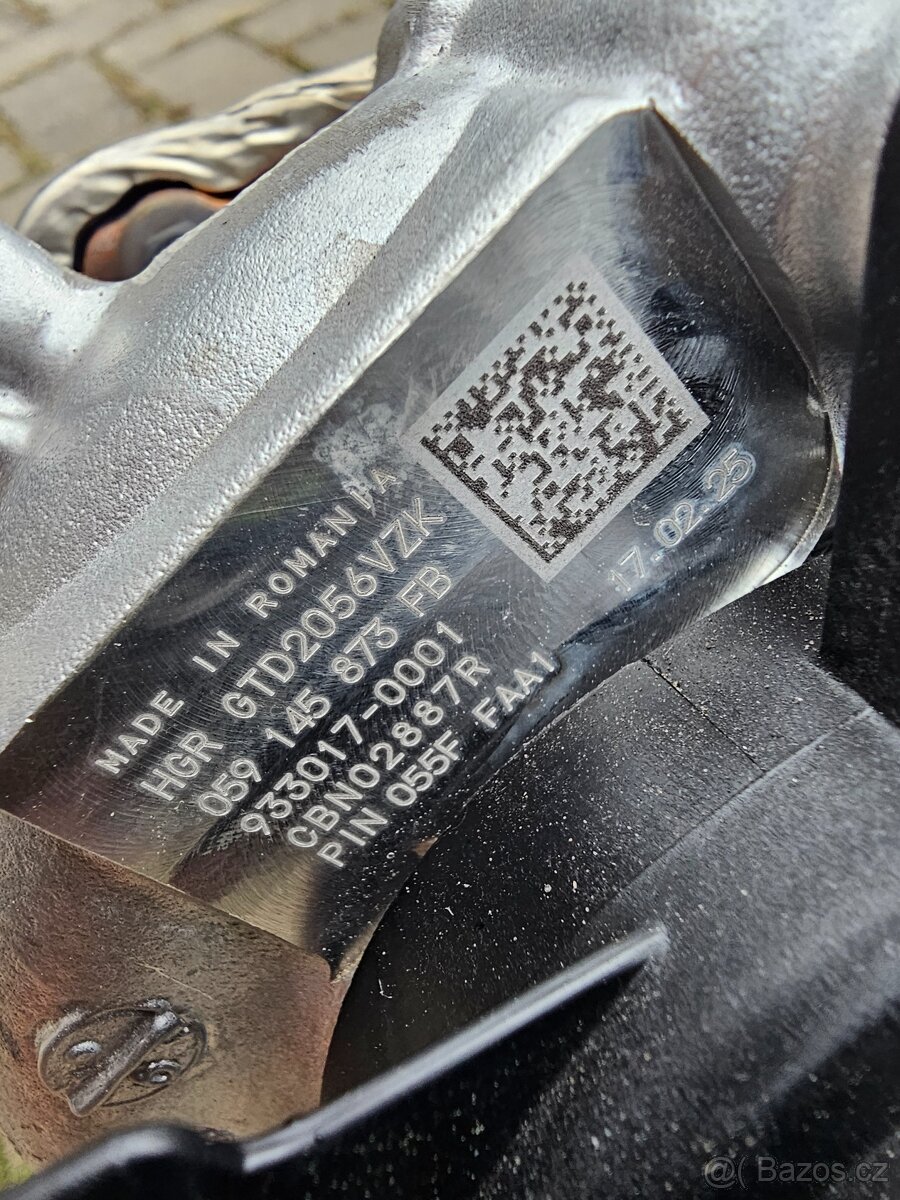 MADE IN ROMANIA
HGR GTD2056VZK
059 145 873 FB
933017-0001
CBN02887R
PIN 055F FAA1
17.02.25
@( Bazos.cz